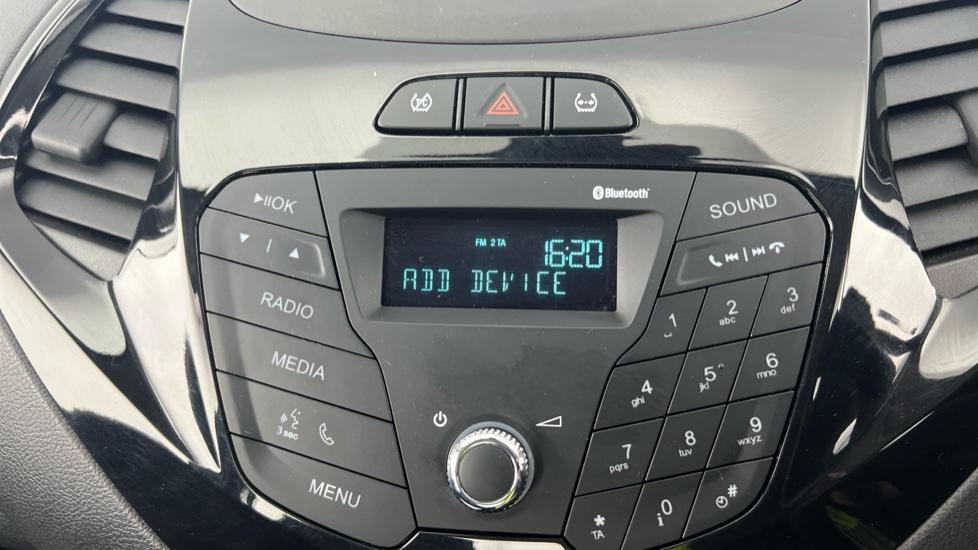 TC
Bluetooth
►IIOK
SOUND
▼ | ▲
FM 2 TA
16:20
ADD DEVICE
RADIO
MEDIA
3 sec
MENU
1
2 abc
3 def
4 ghi
5 jkl
6 mno
7 pqrs
8 tuv
9 wxyz
* TA
i 0
#